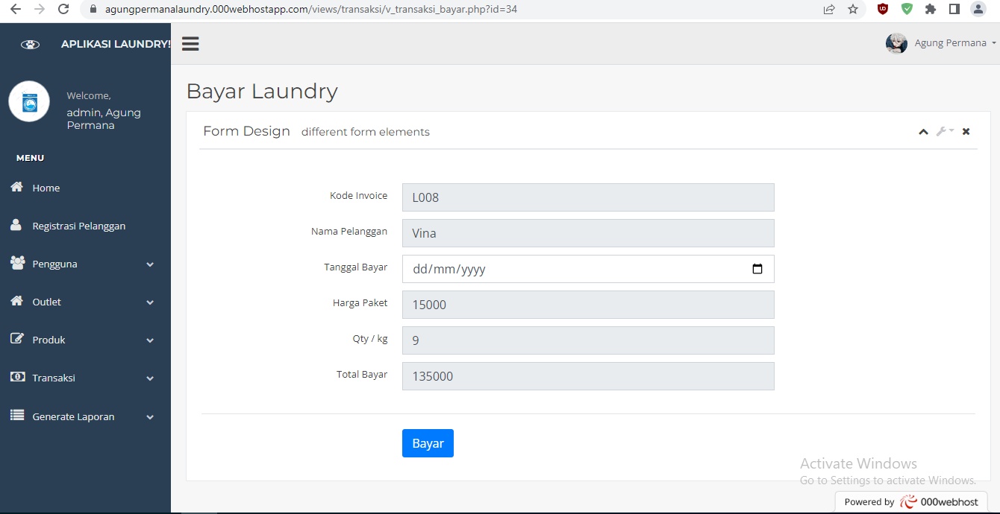 agungpermanalaundry.000webhostapp.com/views/transaksi/v_transaksi_bayar.php?id=34
APLIKASI LAUNDRY!
Agung Permana
Welcome,
admin, Agung
Permana
MENU
Home
Registrasi Pelanggan
Pengguna
Outlet
Produk
Transaksi
Generate Laporan
Bayar Laundry
Form Design different form elements
Kode Invoice L008
Nama Pelanggan Vina
Tanggal Bayar dd/mm/yyyy
Harga Paket 15000
Qty / kg 9
Total Bayar 135000
Bayar
Activate Windows
Go to Settings to activate Windows.
Powered by 000webhost